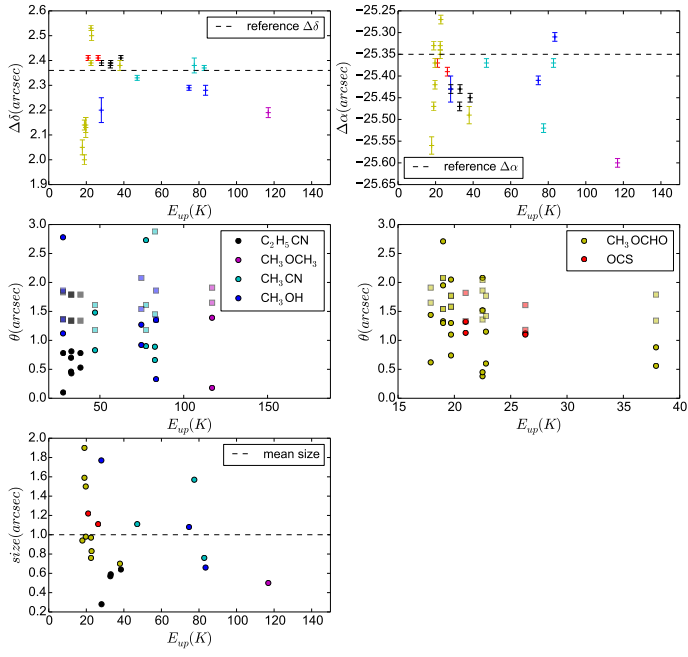 2.6
2.5
2.4
2.3
2.2
2.1
2.0
1.9
Δδ(arcsec)
0 20 40 60 80 100 120 140
E_up(K)
reference Δδ
−25.25
−25.30
−25.35
−25.40
−25.45
−25.50
−25.55
−25.60
−25.65
Δα(arcsec)
0 20 40 60 80 100 120 140
E_up(K)
reference Δα
3.0
2.5
2.0
1.5
1.0
0.5
0.0
θ(arcsec)
50 100 150
E_up(K)
C₂H₅CN
CH₃OCH₃
CH₃CN
CH₃OH
3.0
2.5
2.0
1.5
1.0
0.5
0.0
θ(arcsec)
15 20 25 30 35 40
E_up(K)
CH₃OCHO
OCS
2.0
1.8
1.6
1.4
1.2
1.0
0.8
0.6
0.4
0.2
size(arcsec)
0 20 40 60 80 100 120 140
E_up(K)
mean size